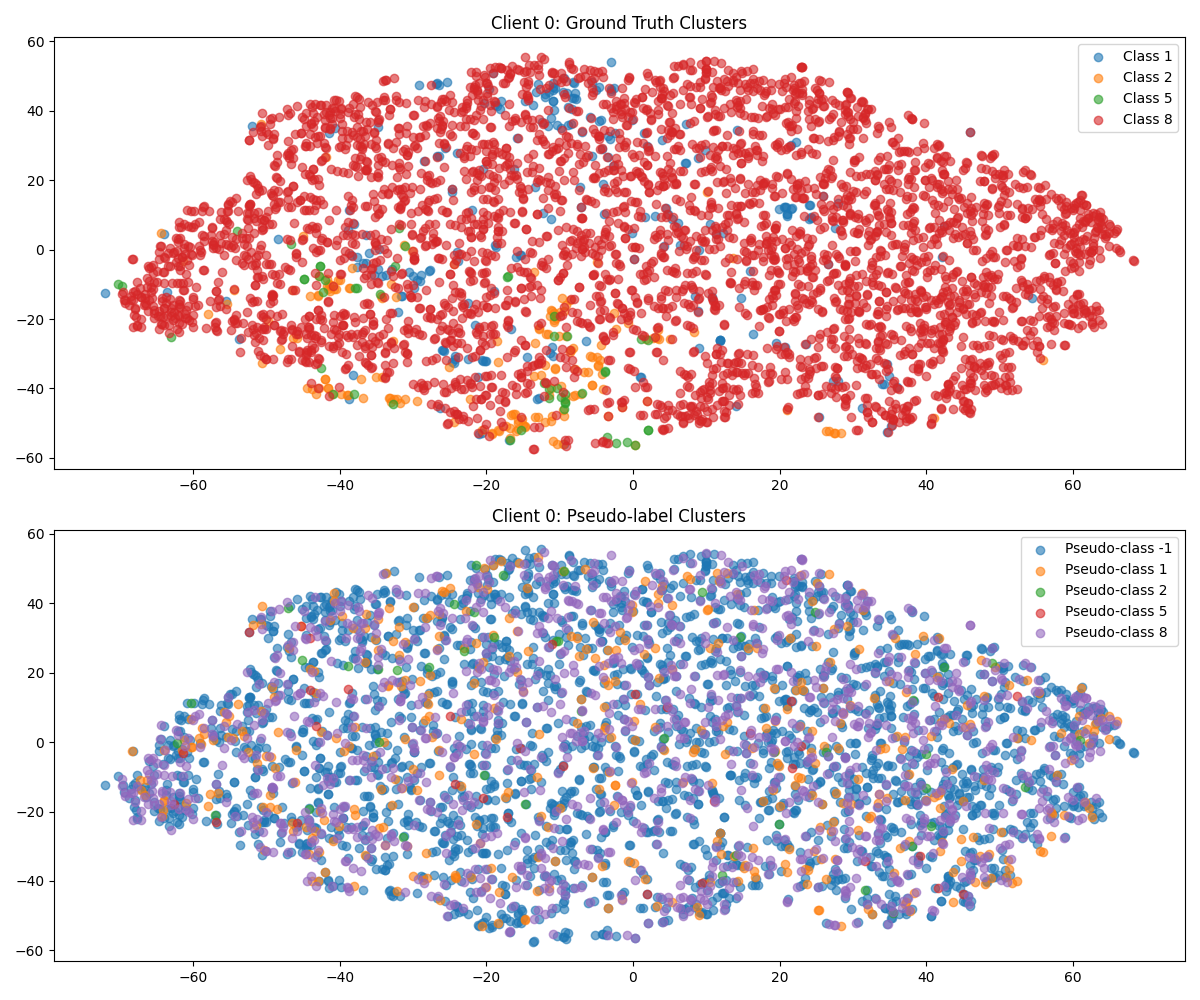 Client 0: Ground Truth Clusters
60
40
20
0
−20
−40
−60
−60 −40 −20 0 20 40 60
Class 1
Class 2
Class 5
Class 8
Client 0: Pseudo-label Clusters
60
40
20
0
−20
−40
−60
−60 −40 −20 0 20 40 60
Pseudo-class -1
Pseudo-class 1
Pseudo-class 2
Pseudo-class 5
Pseudo-class 8